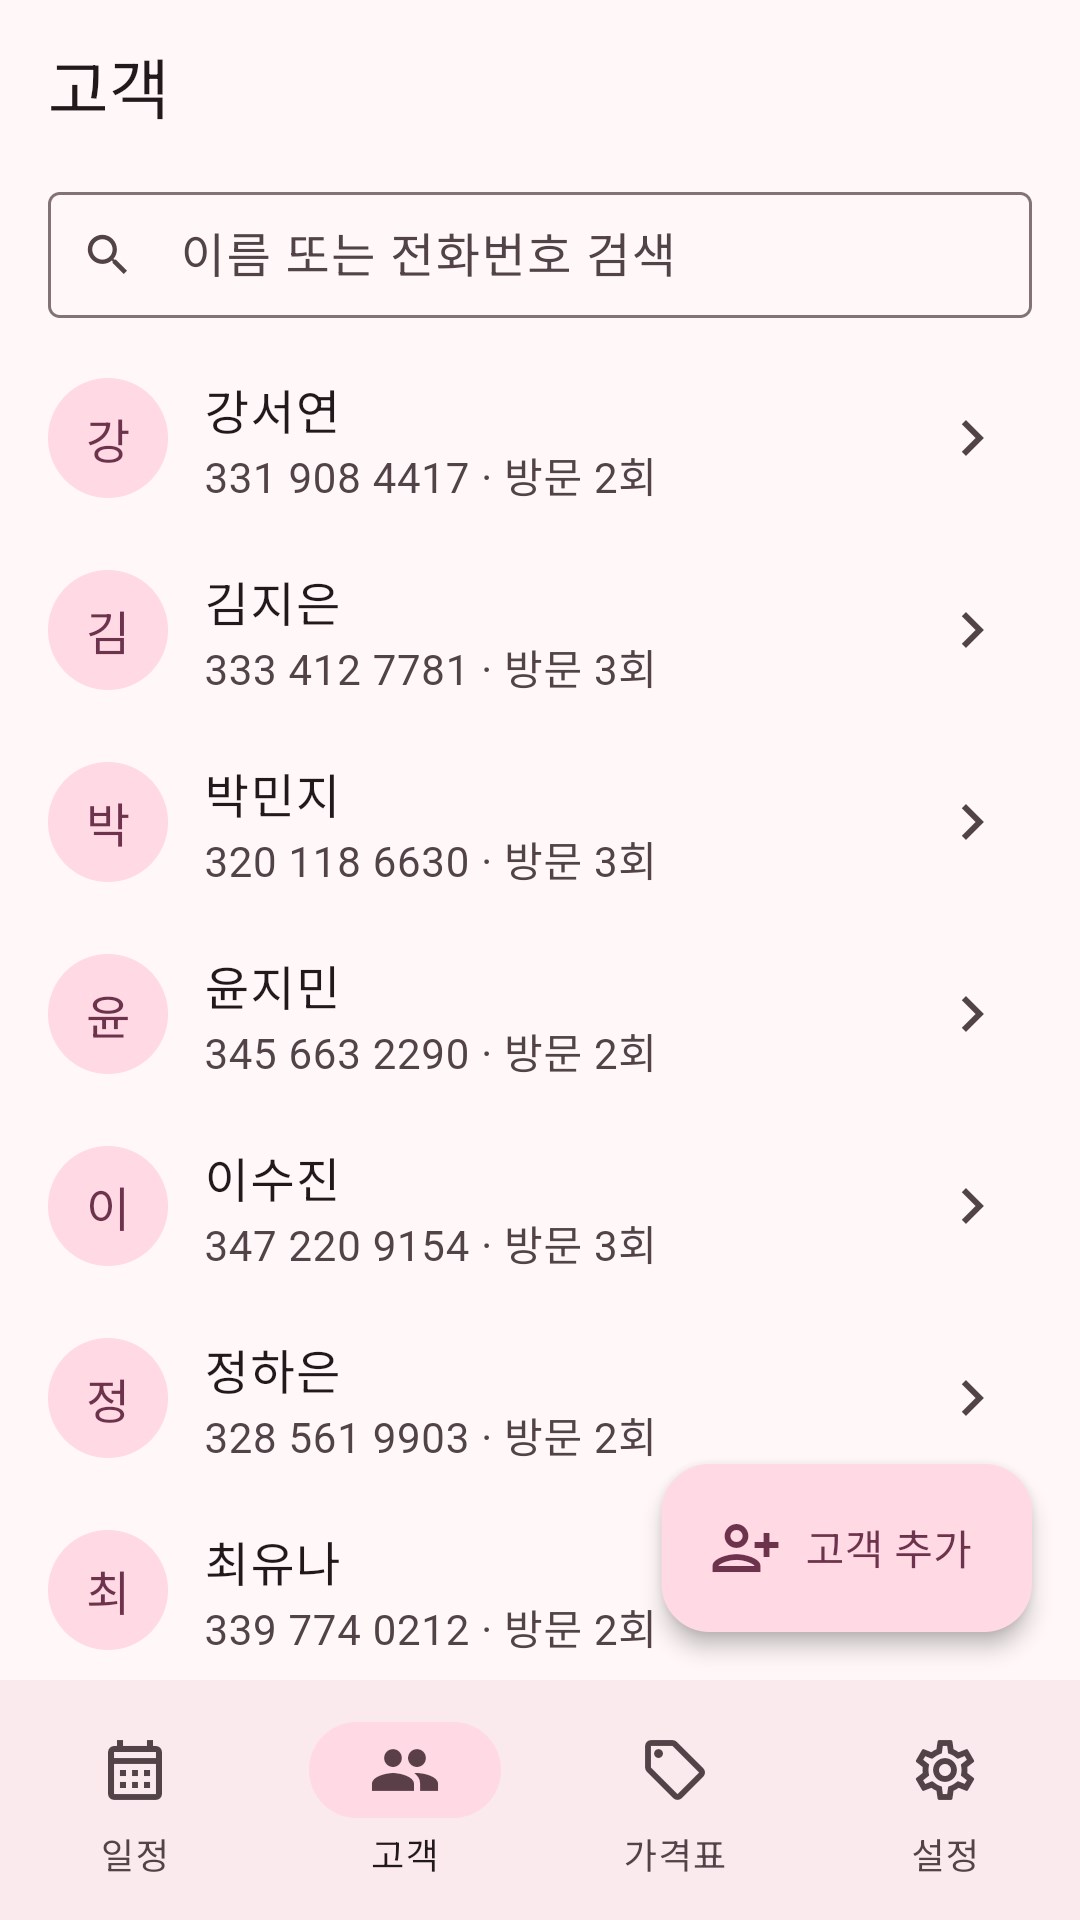 고객
이름 또는 전화번호 검색
강
강서연
331 908 4417 · 방문 2회
김
김지은
333 412 7781 · 방문 3회
박
박민지
320 118 6630 · 방문 3회
윤
윤지민
345 663 2290 · 방문 2회
이
이수진
347 220 9154 · 방문 3회
정
정하은
328 561 9903 · 방문 2회
최
최유나
339 774 0212 · 방문 2회
고객 추가
일정
고객
가격표
설정